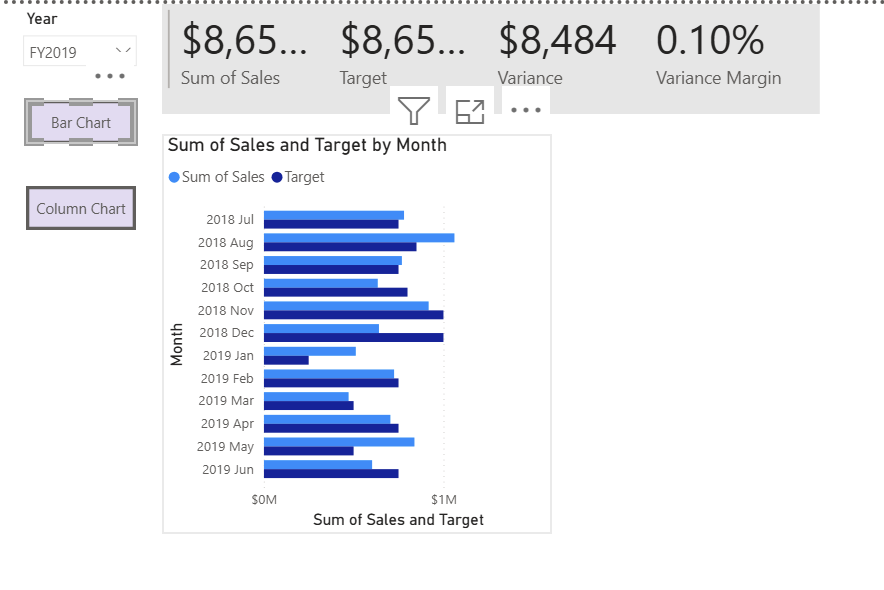 Year
FY2019
Bar Chart
Column Chart
$8,65... $8,65... $8,484 0.10%
Sum of Sales Target Variance Variance Margin
Sum of Sales and Target by Month
Sum of Sales Target
Month
2018 Jul
2018 Aug
2018 Sep
2018 Oct
2018 Nov
2018 Dec
2019 Jan
2019 Feb
2019 Mar
2019 Apr
2019 May
2019 Jun
$0M $1M
Sum of Sales and Target